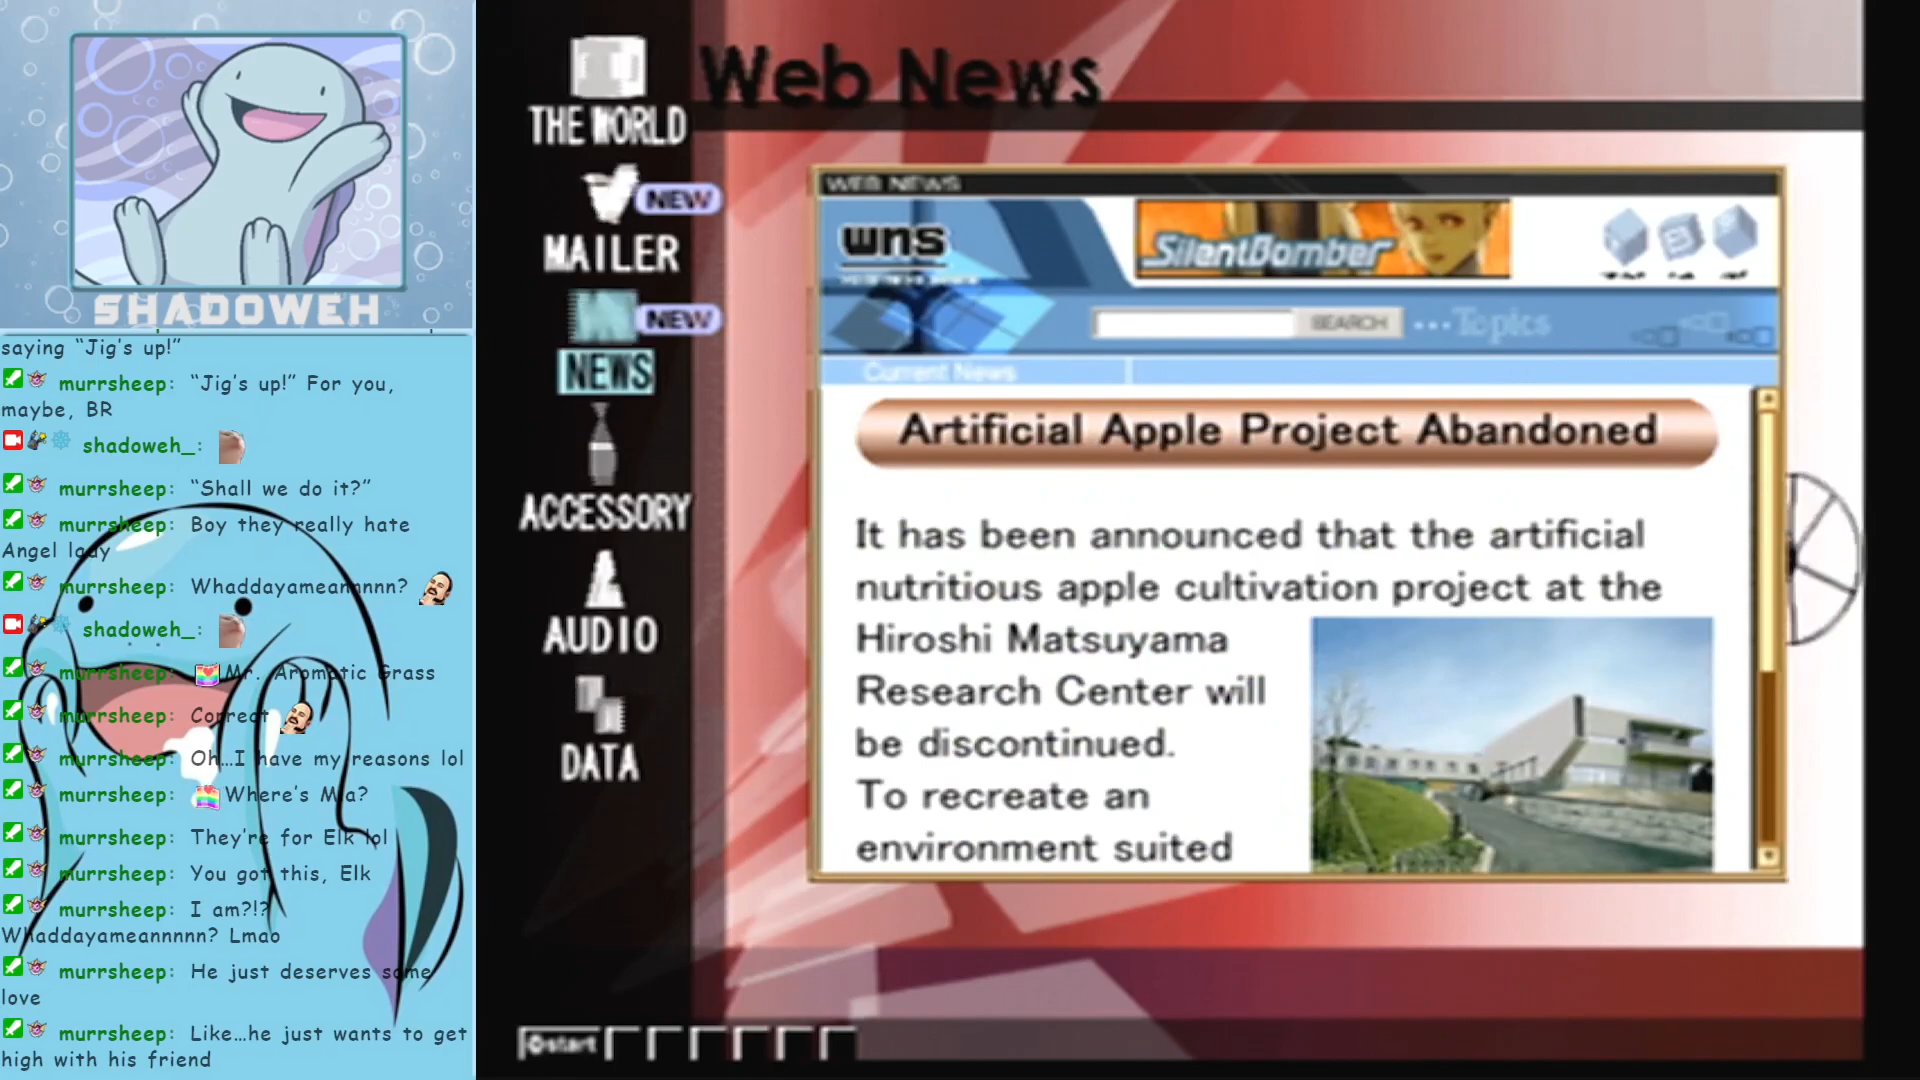 SHADOWEH
saying “Jig's up!”
murrsheep: “Jig's up!” For you,
maybe, BR
shadoweh_:
murrsheep: “Shall we do it?”
murrsheep: Boy they really hate
Angel lady
murrsheep: Whaddayameannnnn?
shadoweh_:
murrsheep: Mr. Aromatic Grass
murrsheep: Correct
murrsheep: Oh…I have my reasons lol
murrsheep: Where's Mia?
murrsheep: They're for Elk lol
murrsheep: You got this, Elk
murrsheep: I am?!?
Whaddayameannnnn? Lmao
murrsheep: He just deserves some
love
murrsheep: Like…he just wants to get
high with his friend
THE WORLD
NEW
MAILER
NEW
NEWS
ACCESSORY
AUDIO
DATA
start
Web News
WEB NEWS
wns
SilentBomber
SEARCH
...Topics
Current News
Artificial Apple Project Abandoned
It has been announced that the artificial
nutritious apple cultivation project at the
Hiroshi Matsuyama
Research Center will
be discontinued.
To recreate an
environment suited